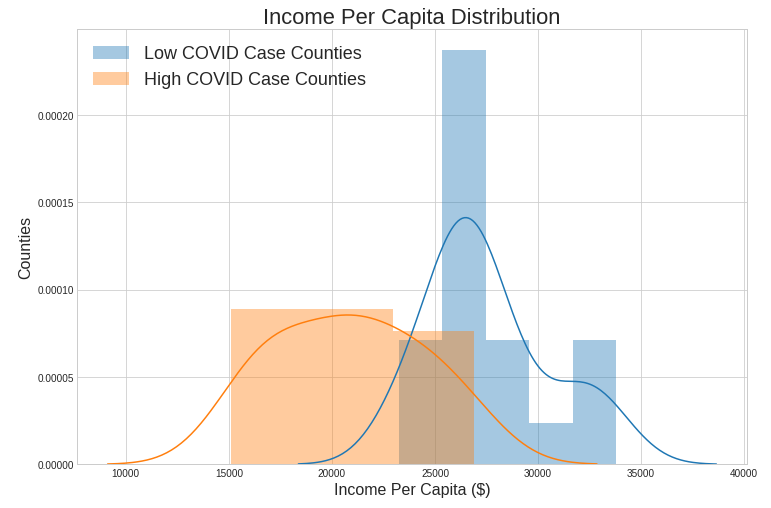 Income Per Capita Distribution
Low COVID Case Counties
High COVID Case Counties
0.00020
0.00015
0.00010
0.00005
0.00000
Counties
10000 15000 20000 25000 30000 35000 40000
Income Per Capita ($)